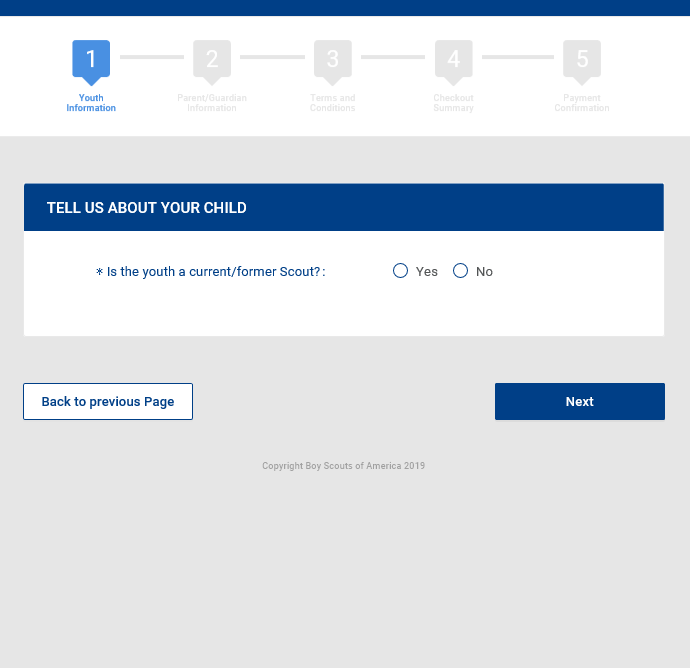 1 2 3 4 5
Youth Information
Parent/Guardian Information
Terms and Conditions
Checkout Summary
Payment Confirmation
TELL US ABOUT YOUR CHILD
* Is the youth a current/former Scout?: Yes No
Back to previous Page Next
Copyright Boy Scouts of America 2019